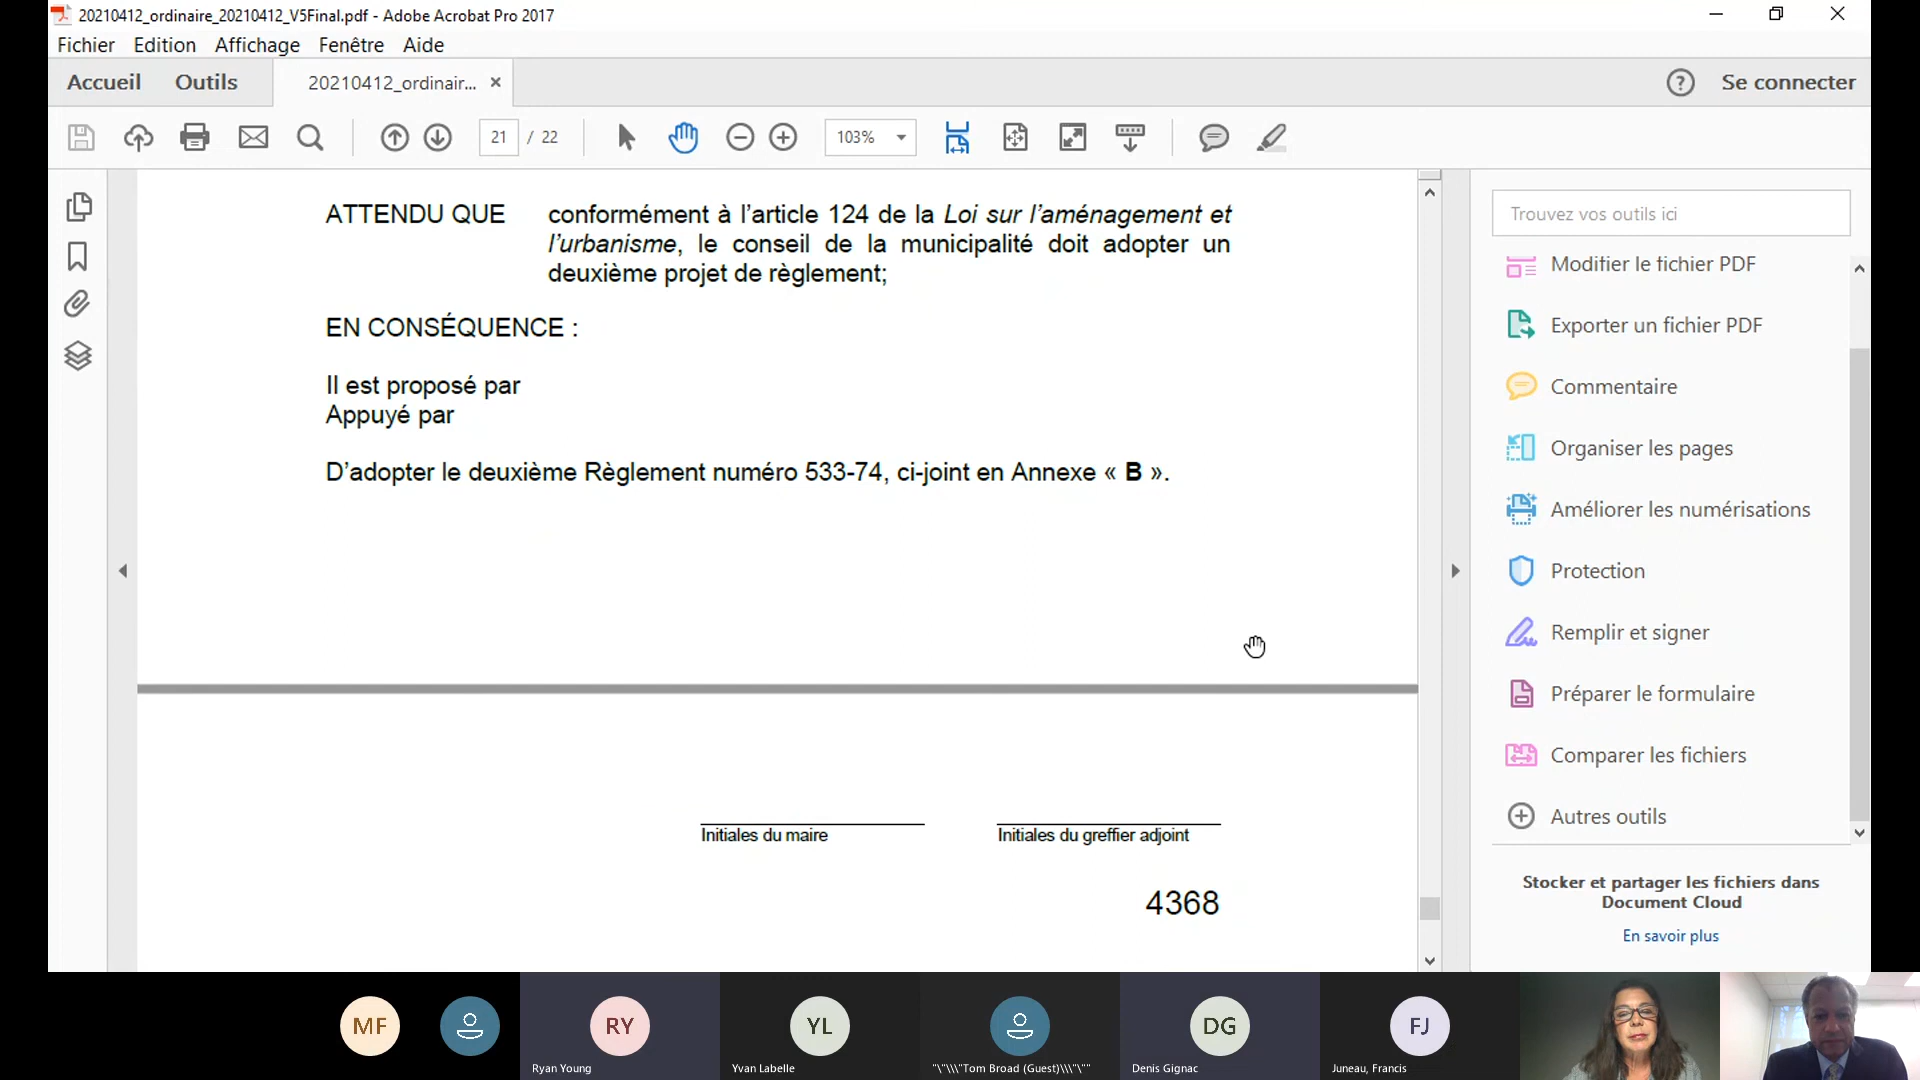 20210412_ordinaire_20210412_V5Final.pdf - Adobe Acrobat Pro 2017
Fichier Edition Affichage Fenêtre Aide
Accueil Outils 20210412_ordinair... × ? Se connecter
21 / 22 103%
ATTENDU QUE conformément à l'article 124 de la Loi sur l'aménagement et
l'urbanisme, le conseil de la municipalité doit adopter un
deuxième projet de règlement;
EN CONSÉQUENCE :
Il est proposé par
Appuyé par
D'adopter le deuxième Règlement numéro 533-74, ci-joint en Annexe « B ».
Initiales du maire Initiales du greffier adjoint
4368
Trouvez vos outils ici
Modifier le fichier PDF
Exporter un fichier PDF
Commentaire
Organiser les pages
Améliorer les numérisations
Protection
Remplir et signer
Préparer le formulaire
Comparer les fichiers
Autres outils
Stocker et partager les fichiers dans
Document Cloud
En savoir plus
MF RY YL DG FJ
Ryan Young Yvan Labelle "\"\\\"Tom Broad (Guest)\\\"\"" Denis Gignac Juneau, Francis